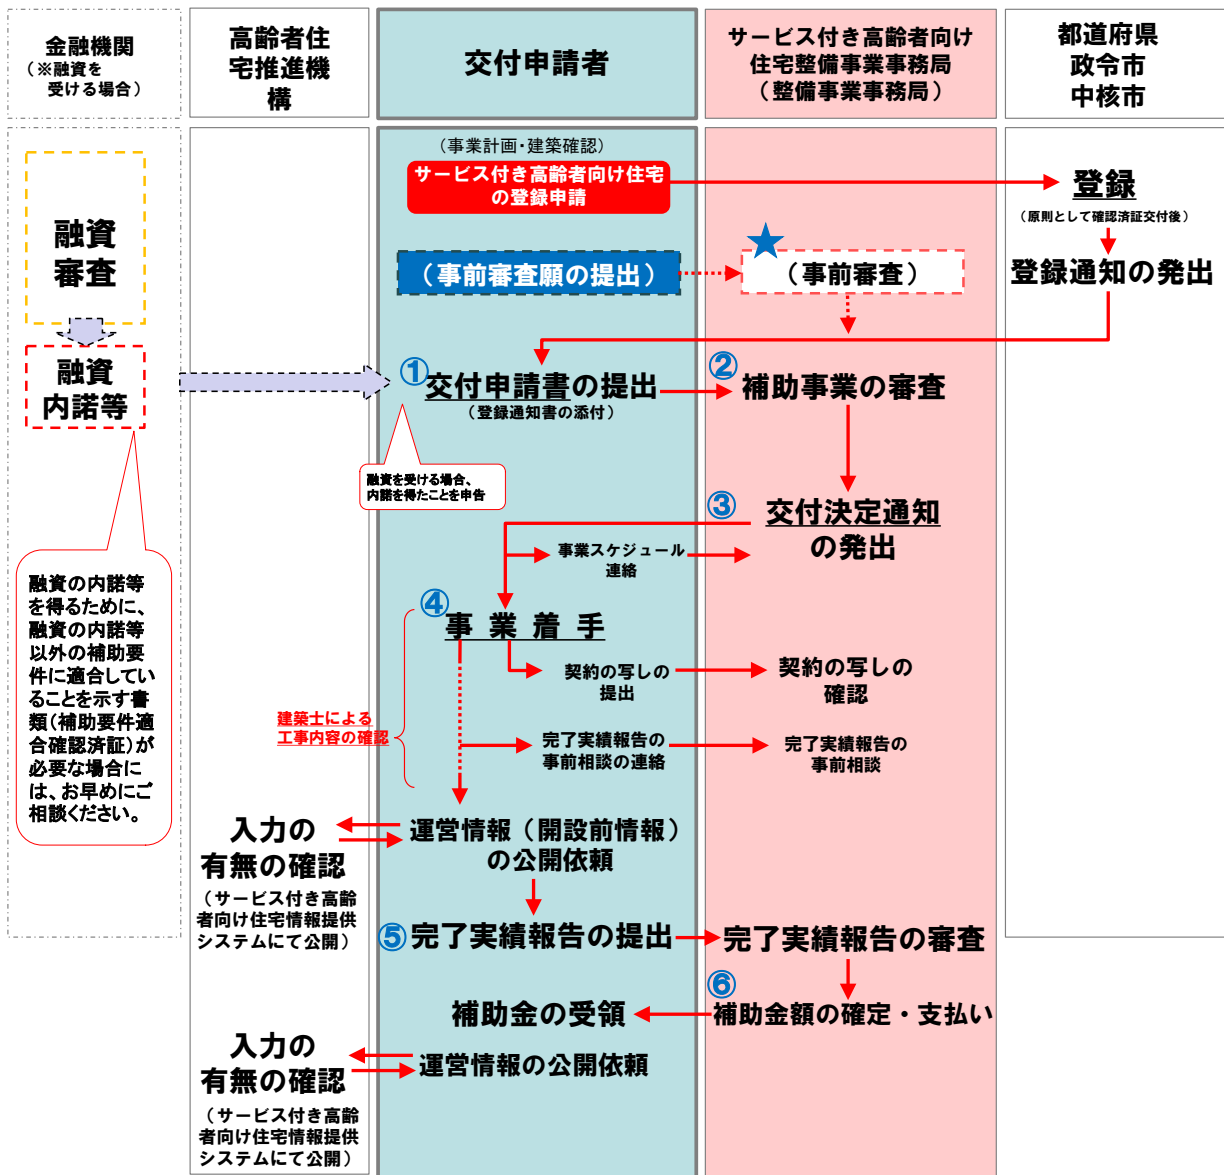 金融機関
（※融資を
受ける場合）
高齢者住
宅推進機
構
交付申請者
サービス付き高齢者向け
住宅整備事業事務局
（整備事業事務局）
都道府県
政令市
中核市
（事業計画・建築確認）
サービス付き高齢者向け住宅
の登録申請
登録
（原則として確認済証交付後）
登録通知の発出
融資
審査
（事前審査願の提出）
（事前審査）
融資
内諾等
①
交付申請書の提出
（登録通知書の添付）
②
補助事業の審査
融資を受ける場合、
内諾を得たことを申告
③
交付決定通知
の発出
事業スケジュール
連絡
融資の内諾等
を得るために、
融資の内諾等
以外の補助要
件に適合してい
ることを示す書
類（補助要件適
合確認済証）が
必要な場合に
は、お早めにご
相談ください。
④
事業着手
契約の写しの
提出
契約の写しの
確認
建築士による
工事内容の確認
完了実績報告の
事前相談の連絡
完了実績報告の
事前相談
入力の
有無の確認
（サービス付き高齢
者向け住宅情報提供
システムにて公開）
運営情報（開設前情報）
の公開依頼
⑤
完了実績報告の提出
完了実績報告の審査
⑥
補助金額の確定・支払い
補助金の受領
入力の
有無の確認
（サービス付き高齢
者向け住宅情報提供
システムにて公開）
運営情報の公開依頼